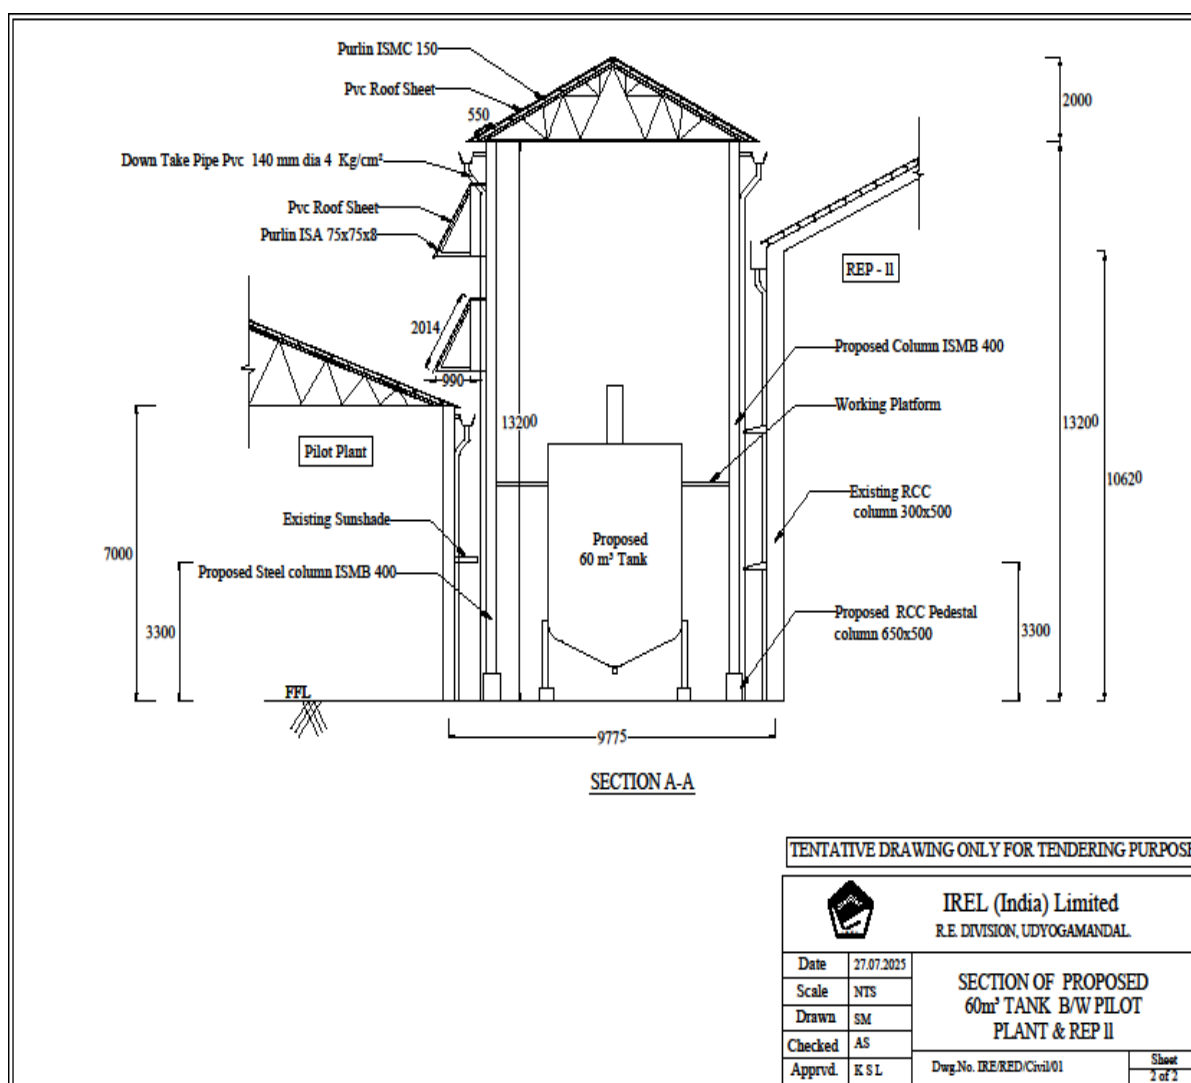 Purlin ISMC 150
Pvc Roof Sheet
550
2000
Down Take Pipe Pvc 140 mm dia 4 Kg/cm²
Pvc Roof Sheet
Purlin ISA 75x75x8
REP - ll
2014
990
Proposed Column ISMB 400
Working Platform
13200
13200
10620
Pilot Plant
Existing RCC
column 300x500
Existing Sunshade
Proposed
60 m³ Tank
7000
Proposed Steel column ISMB 400
Proposed RCC Pedestal
column 650x500
3300
3300
FFL
9775
SECTION A-A
TENTATIVE DRAWING ONLY FOR TENDERING PURPOSE
IREL (India) Limited
R.E. DIVISION, UDYOGAMANDAL.
Date 27.07.2025
Scale NTS
Drawn SM
Checked AS
Apprvd. K S L
SECTION OF PROPOSED
60m³ TANK B/W PILOT
PLANT & REP ll
Dwg.No. IRE/RED/Civil/01
Sheet
2 of 2